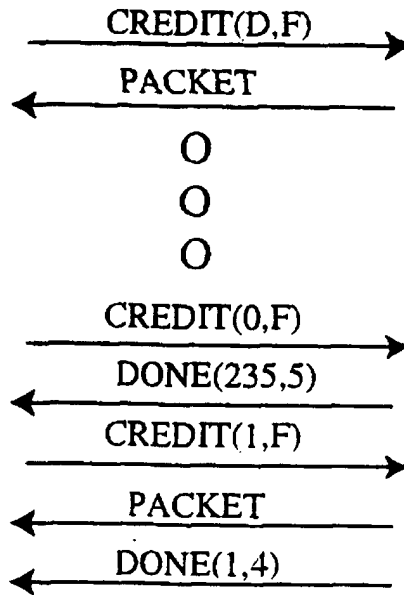 CREDIT(D,F)
PACKET
O
O
O
CREDIT(0,F)
DONE(235,5)
CREDIT(1,F)
PACKET
DONE(1,4)